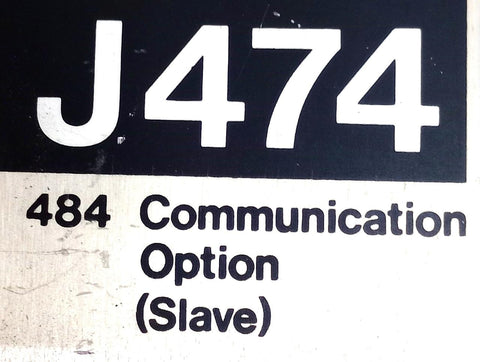 J474
484 Communication
Option
(Slave)